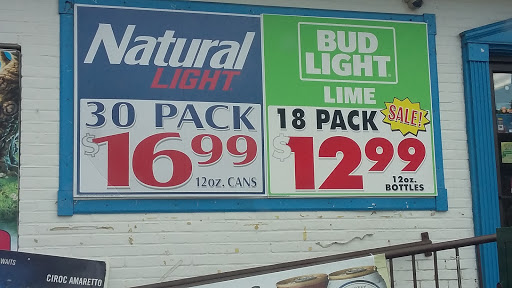 Natural
LIGHT
30 PACK
$16.99
12oz. CANS
BUD
LIGHT
LIME
18 PACK
SALE!
$12.99
12oz.
BOTTLES
WAITS
CIROC AMARETTO